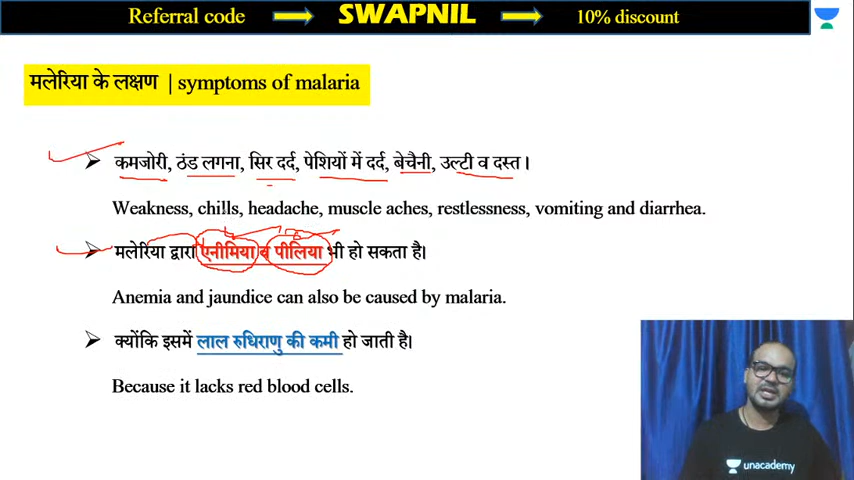 Referral code SWAPNIL 10% discount
मलेरिया के लक्षण | symptoms of malaria
कमजोरी, ठंड लगना, सिर दर्द, पेशियों में दर्द, बेचैनी, उल्टी व दस्त।
Weakness, chills, headache, muscle aches, restlessness, vomiting and diarrhea.
मलेरिया द्वारा एनीमिया व पीलिया भी हो सकता है।
Anemia and jaundice can also be caused by malaria.
क्योंकि इसमें लाल रुधिराणु की कमी हो जाती है।
Because it lacks red blood cells.
unacademy